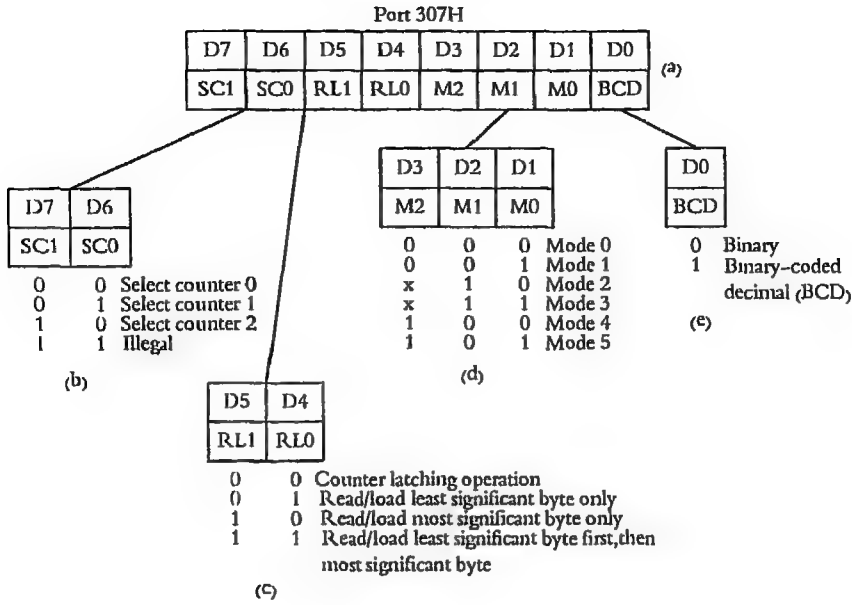 Port 307H
D7 D6 D5 D4 D3 D2 D1 D0
SC1 SC0 RL1 RL0 M2 M1 M0 BCD
(a)
D7 D6
SC1 SC0
0 0 Select counter 0
0 1 Select counter 1
1 0 Select counter 2
1 1 Illegal
(b)
D3 D2 D1
M2 M1 M0
0 0 0 Mode 0
0 0 1 Mode 1
x 1 0 Mode 2
x 1 1 Mode 3
1 0 0 Mode 4
1 0 1 Mode 5
(d)
D0
BCD
0 Binary
1 Binary-coded
decimal (BCD)
(e)
D5 D4
RL1 RL0
0 0 Counter latching operation
0 1 Read/load least significant byte only
1 0 Read/load most significant byte only
1 1 Read/load least significant byte first,then
most significant byte
(c)